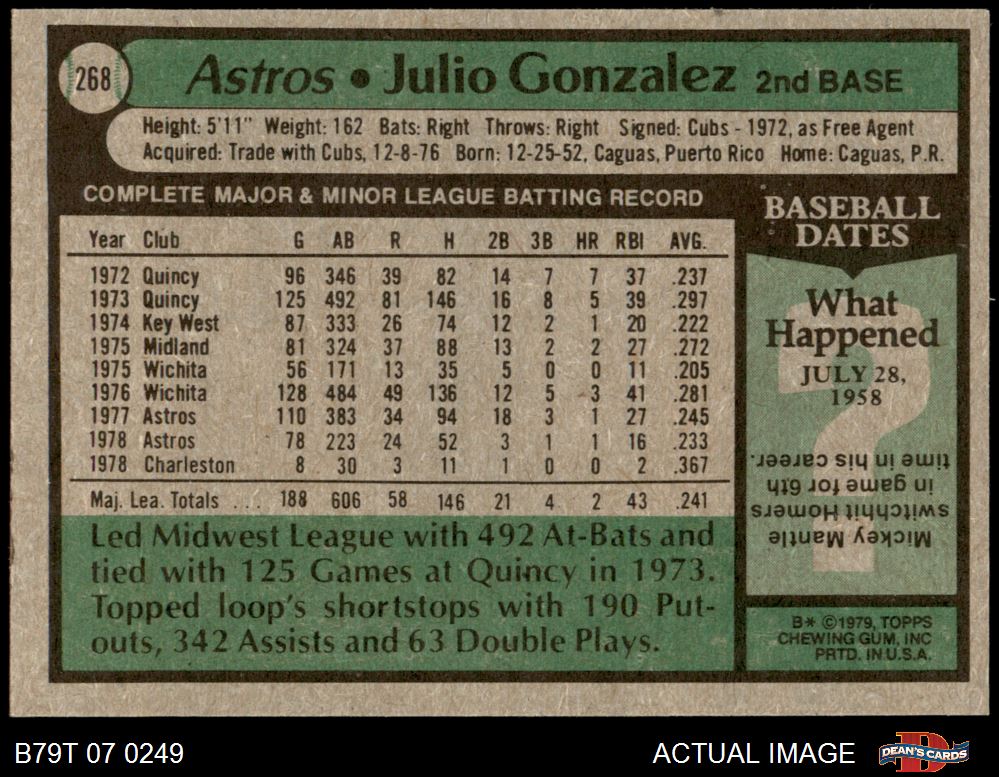 268
Astros • Julio Gonzalez 2nd BASE
Height: 5'11" Weight: 162 Bats: Right Throws: Right Signed: Cubs - 1972, as Free Agent
Acquired: Trade with Cubs, 12-8-76 Born: 12-25-52, Caguas, Puerto Rico Home: Caguas, P.R.
COMPLETE MAJOR & MINOR LEAGUE BATTING RECORD
Year Club G AB R H 2B 3B HR RBI AVG.
1972 Quincy 96 346 39 82 14 7 7 37 .237
1973 Quincy 125 492 81 146 16 8 5 39 .297
1974 Key West 87 333 26 74 12 2 1 20 .222
1975 Midland 81 324 37 88 13 2 2 27 .272
1975 Wichita 56 171 13 35 5 0 0 11 .205
1976 Wichita 128 484 49 136 12 5 3 41 .281
1977 Astros 110 383 34 94 18 3 1 27 .245
1978 Astros 78 223 24 52 3 1 1 16 .233
1978 Charleston 8 30 3 11 1 0 0 2 .367
Maj. Lea. Totals . . . 188 606 58 146 21 4 2 43 .241
Led Midwest League with 492 At-Bats and
tied with 125 Games at Quincy in 1973.
Topped loop's shortstops with 190 Put-
outs, 342 Assists and 63 Double Plays.
BASEBALL
DATES
What
Happened
JULY 28,
1958
?
Mickey Mantle
switchhit Homers
in game for 6th
time in his career.
B* ©1979, TOPPS
CHEWING GUM, INC
PRTD. IN U.S.A.
B79T 07 0249
ACTUAL IMAGE
D
DEAN'S CARDS